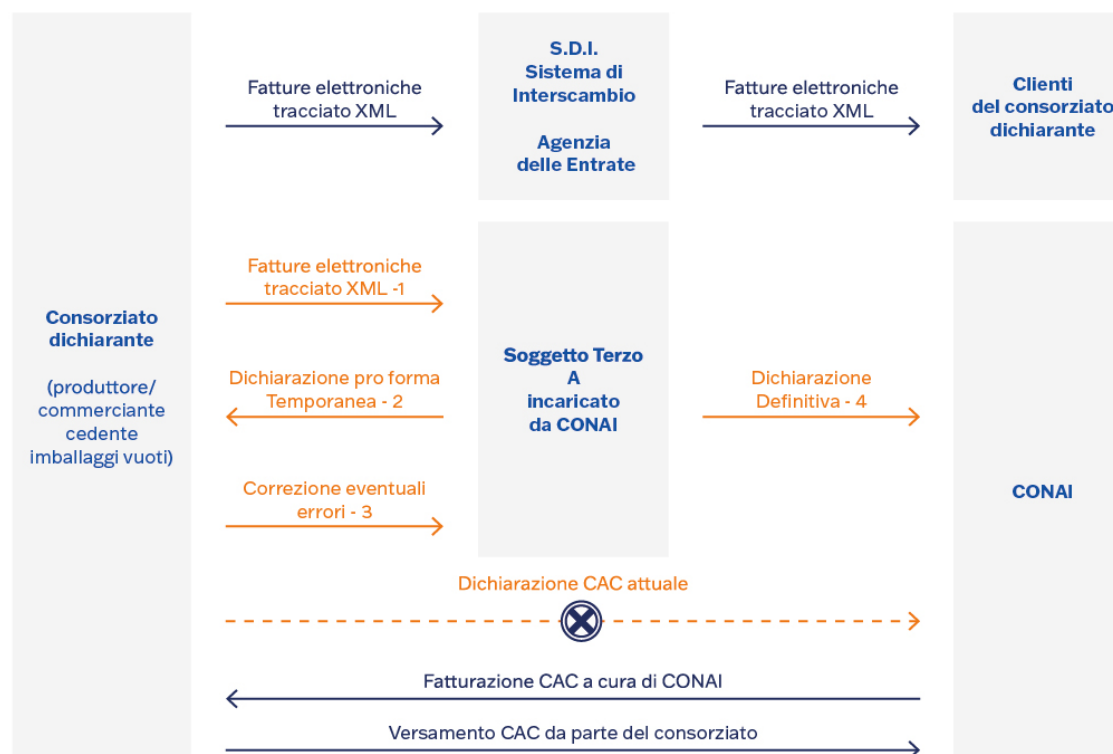 Fatture elettroniche
tracciato XML
S.D.I.
Sistema di
Interscambio
Agenzia
delle Entrate
Fatture elettroniche
tracciato XML
Clienti
del consorziato
dichiarante
Consorziato
dichiarante
(produttore/
commerciante
cedente
imballaggi vuoti)
Fatture elettroniche
tracciato XML -1
Dichiarazione pro forma
Temporanea - 2
Correzione eventuali
errori - 3
Soggetto Terzo
A
incaricato
da CONAI
Dichiarazione
Definitiva - 4
CONAI
Dichiarazione CAC attuale
Fatturazione CAC a cura di CONAI
Versamento CAC da parte del consorziato